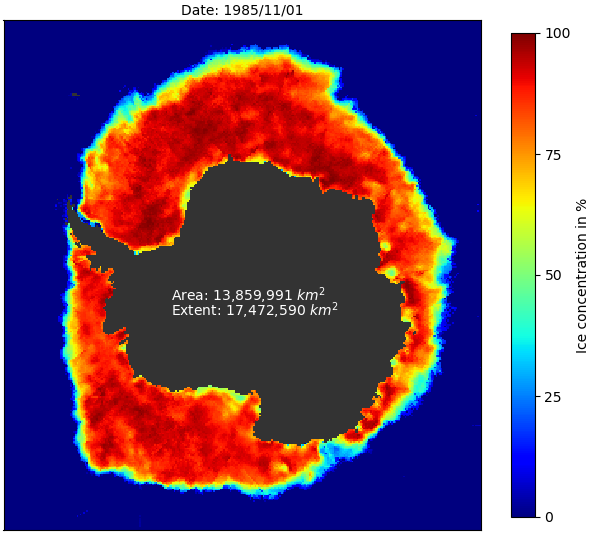 Date: 1985/11/01
Area: 13,859,991 km²
Extent: 17,472,590 km²
100
75
50
25
0
Ice concentration in %